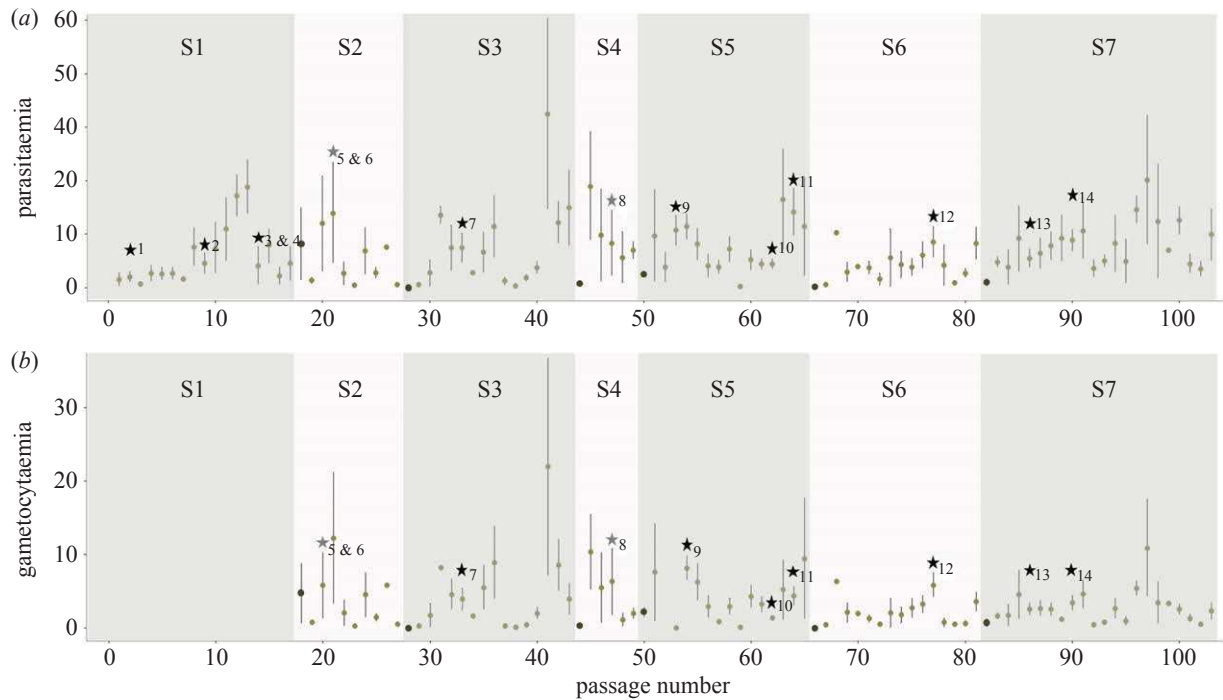 (a)
60
50
40
20
10
0
parasitaemia
S1 S2 S3 S4 S5 S6 S7
1 2 3 & 4 5 & 6 7 8 9 10 11 12 13 14
0 10 20 30 40 50 60 70 80 90 100
(b)
30
20
10
0
gametocytaemia
S1 S2 S3 S4 S5 S6 S7
5 & 6 7 8 9 10 11 12 13 14
0 10 20 30 40 50 60 70 80 90 100
passage number